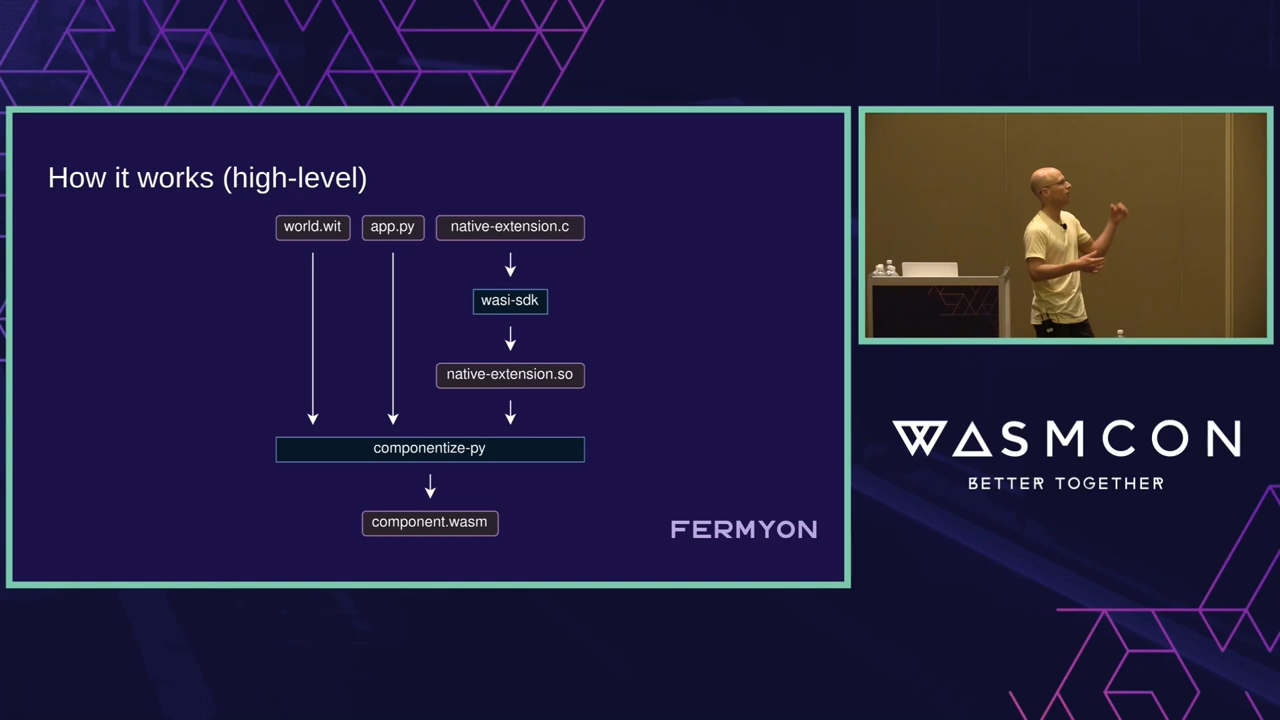 How it works (high-level)
world.wit
app.py
native-extension.c
wasi-sdk
native-extension.so
componentize-py
component.wasm
FERMYON
WASMCON
BETTER TOGETHER